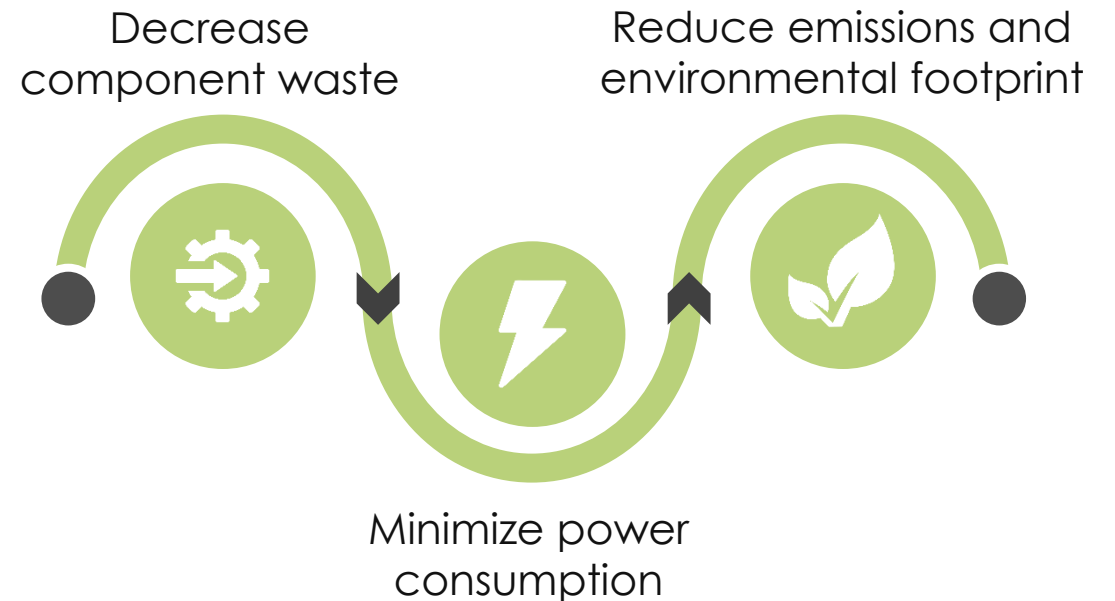 Decrease
component waste
Minimize power
consumption
Reduce emissions and
environmental footprint